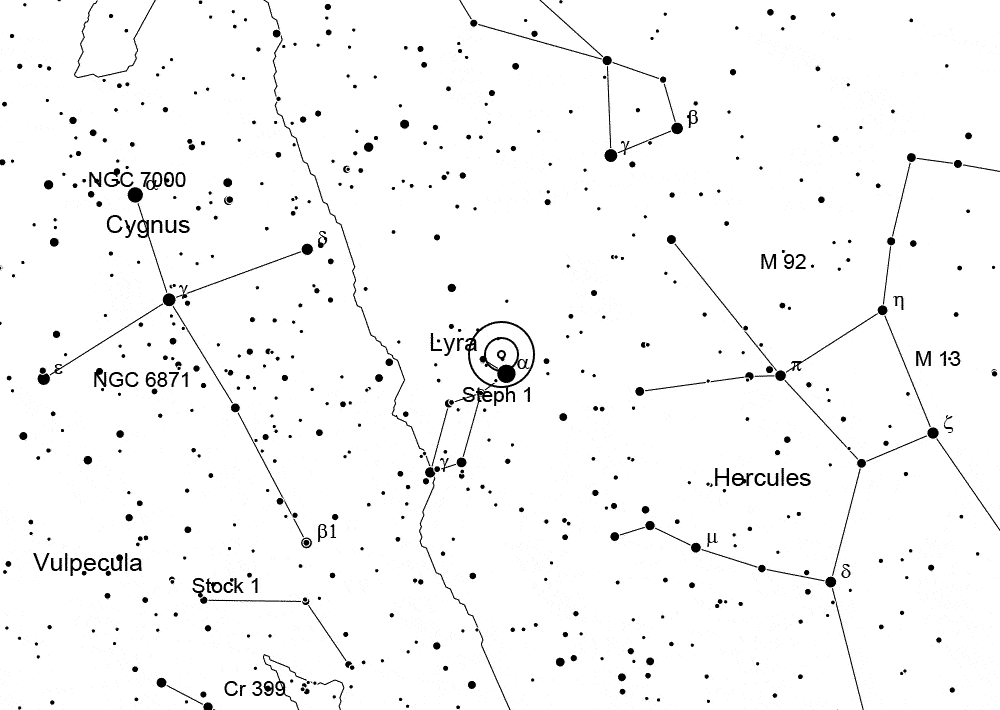 β
γ
NGC 7000
α
Cygnus
δ
M 92
γ
η
Lyra
α
M 13
ε
NGC 6871
π
Steph 1
ζ
γ
Hercules
β1
μ
Vulpecula
δ
Stock 1
Cr 399